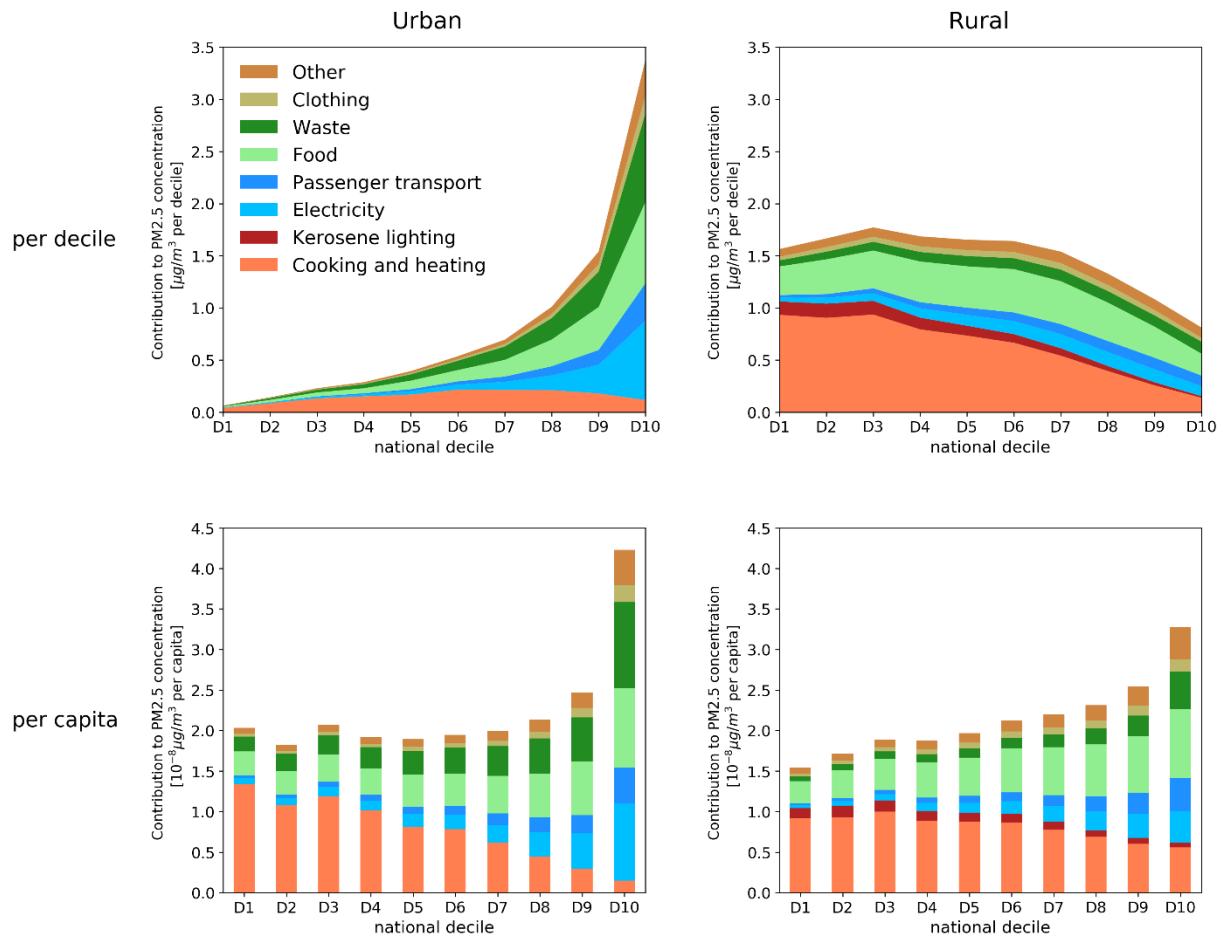 Urban
Rural
per decile
Contribution to PM2.5 concentration
[μg/m³ per decile]
3.5
3.0
2.5
2.0
1.5
1.0
0.5
0.0
Other
Clothing
Waste
Food
Passenger transport
Electricity
Kerosene lighting
Cooking and heating
D1 D2 D3 D4 D5 D6 D7 D8 D9 D10
national decile
Contribution to PM2.5 concentration
[μg/m³ per decile]
3.5
3.0
2.5
2.0
1.5
1.0
0.5
0.0
D1 D2 D3 D4 D5 D6 D7 D8 D9 D10
national decile
per capita
Contribution to PM2.5 concentration
[10⁻⁸μg/m³ per capita]
4.5
4.0
3.5
3.0
2.5
2.0
1.5
1.0
0.5
0.0
D1 D2 D3 D4 D5 D6 D7 D8 D9 D10
national decile
Contribution to PM2.5 concentration
[10⁻⁸μg/m³ per capita]
4.5
4.0
3.5
3.0
2.5
2.0
1.5
1.0
0.5
0.0
D1 D2 D3 D4 D5 D6 D7 D8 D9 D10
national decile